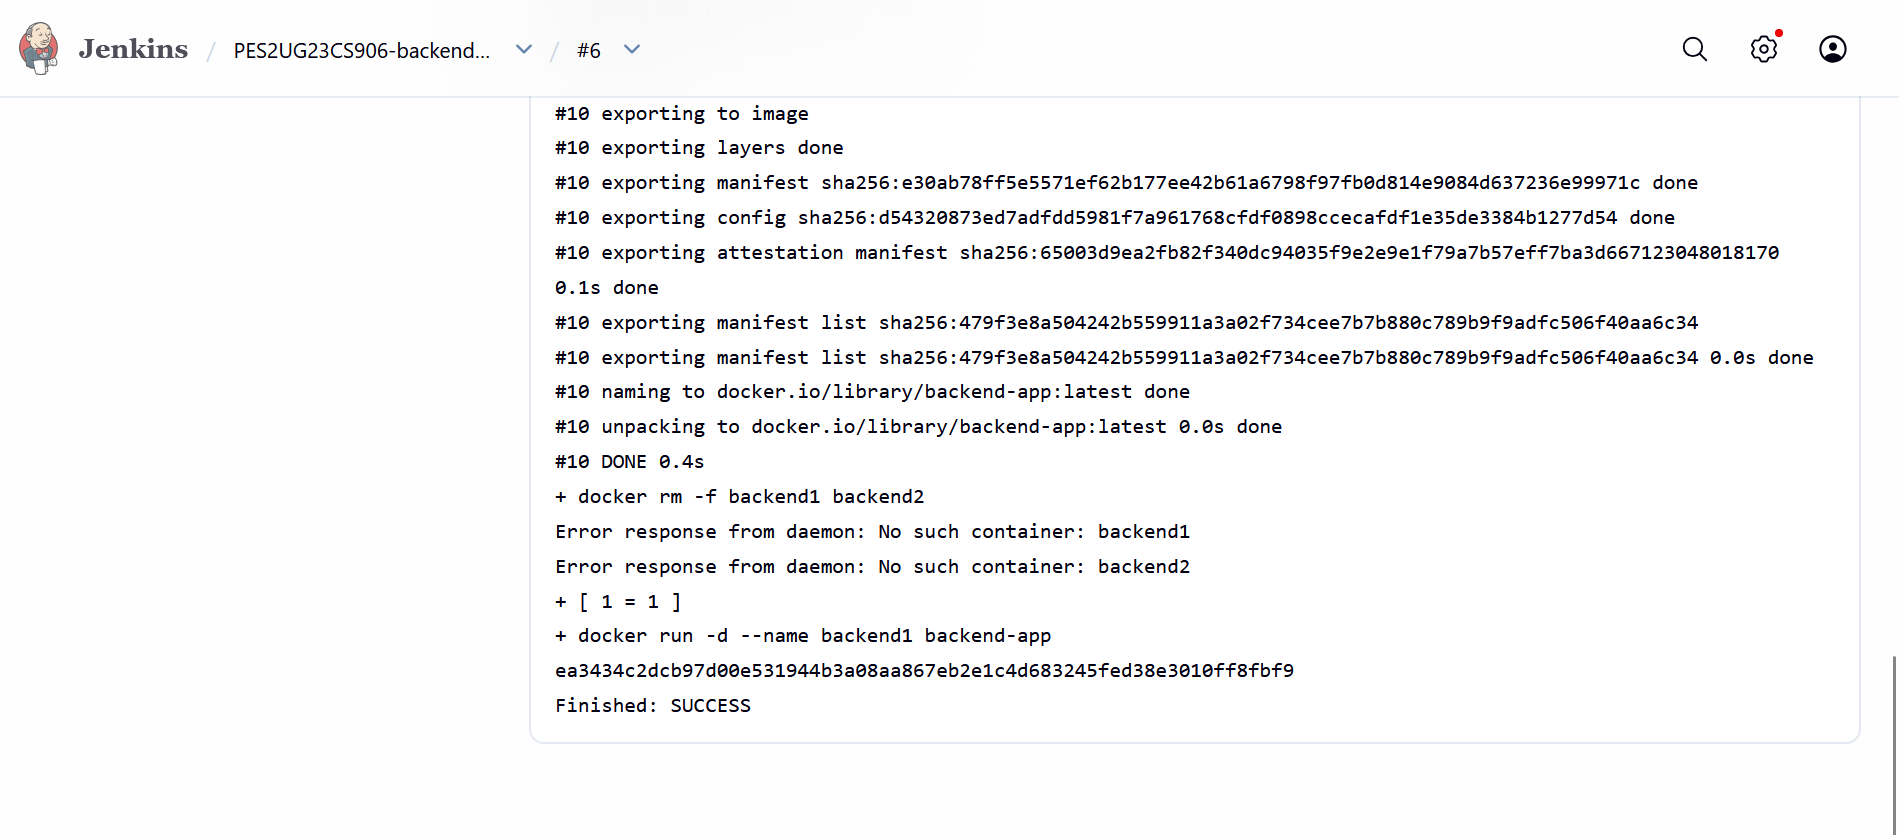 Jenkins / PES2UG23CS906-backend... / #6
#10 exporting to image
#10 exporting layers done
#10 exporting manifest sha256:e30ab78ff5e5571ef62b177ee42b61a6798f97fb0d814e9084d637236e99971c done
#10 exporting config sha256:d54320873ed7adfdd5981f7a961768cfdf0898ccecafdf1e35de3384b1277d54 done
#10 exporting attestation manifest sha256:65003d9ea2fb82f340dc94035f9e2e9e1f79a7b57eff7ba3d667123048018170
0.1s done
#10 exporting manifest list sha256:479f3e8a504242b559911a3a02f734cee7b7b880c789b9f9adfc506f40aa6c34
#10 exporting manifest list sha256:479f3e8a504242b559911a3a02f734cee7b7b880c789b9f9adfc506f40aa6c34 0.0s done
#10 naming to docker.io/library/backend-app:latest done
#10 unpacking to docker.io/library/backend-app:latest 0.0s done
#10 DONE 0.4s
+ docker rm -f backend1 backend2
Error response from daemon: No such container: backend1
Error response from daemon: No such container: backend2
+ [ 1 = 1 ]
+ docker run -d --name backend1 backend-app
ea3434c2dcb97d00e531944b3a08aa867eb2e1c4d683245fed38e3010ff8fbf9
Finished: SUCCESS